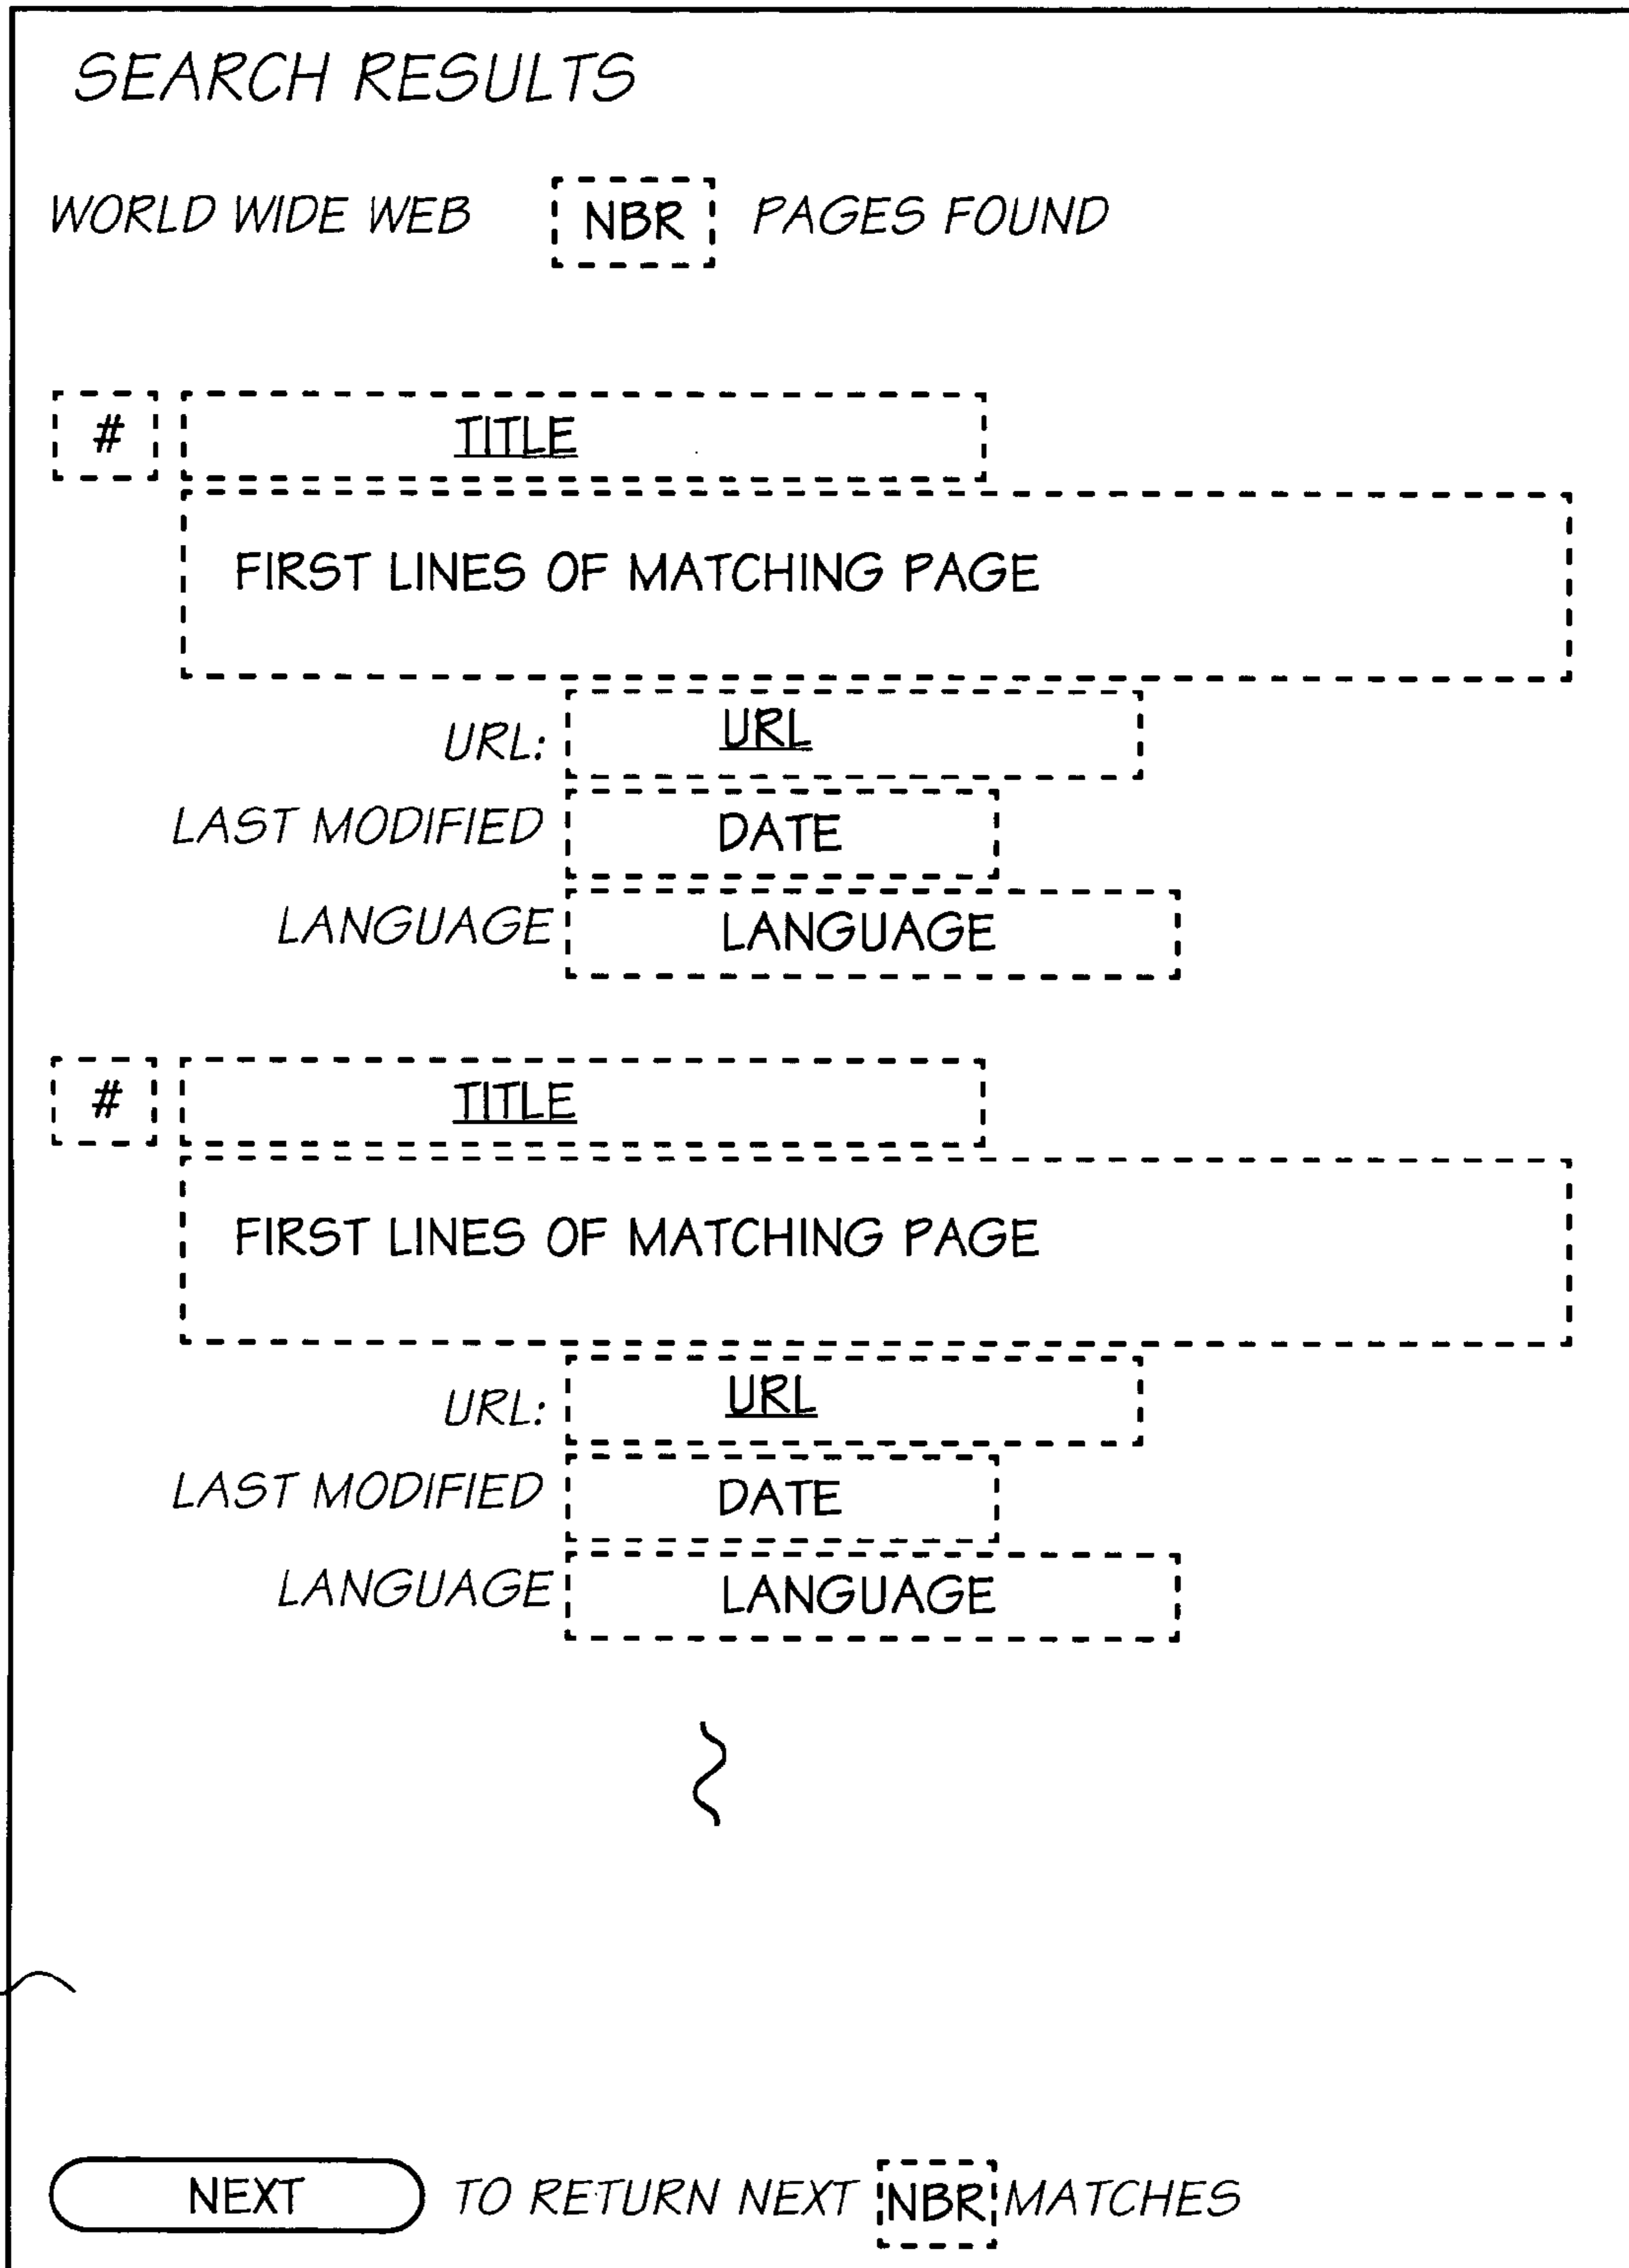 SEARCH RESULTS
WORLD WIDE WEB NBR PAGES FOUND
# TITLE
FIRST LINES OF MATCHING PAGE
URL: URL
LAST MODIFIED DATE
LANGUAGE LANGUAGE
# TITLE
FIRST LINES OF MATCHING PAGE
URL: URL
LAST MODIFIED DATE
LANGUAGE LANGUAGE
NEXT TO RETURN NEXT NBR MATCHES